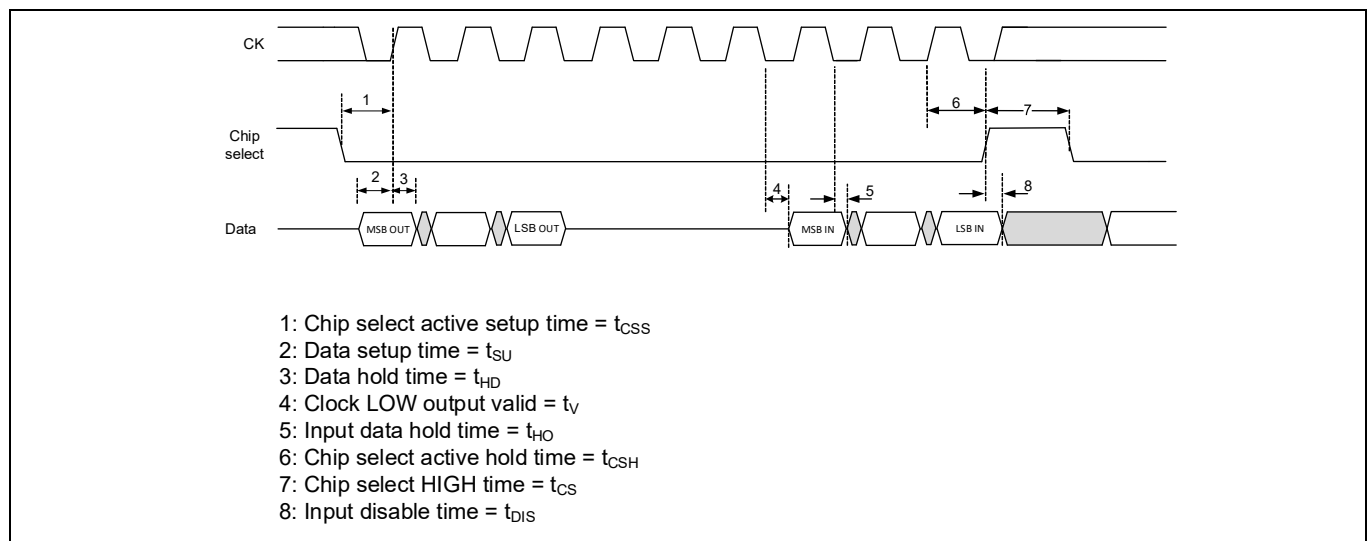 CK
1
6
7
Chip
select
2
3
4
5
8
Data
MSB OUT
LSB OUT
MSB IN
LSB IN
1: Chip select active setup time = tCSS
2: Data setup time = tSU
3: Data hold time = tHD
4: Clock LOW output valid = tV
5: Input data hold time = tHO
6: Chip select active hold time = tCSH
7: Chip select HIGH time = tCS
8: Input disable time = tDIS